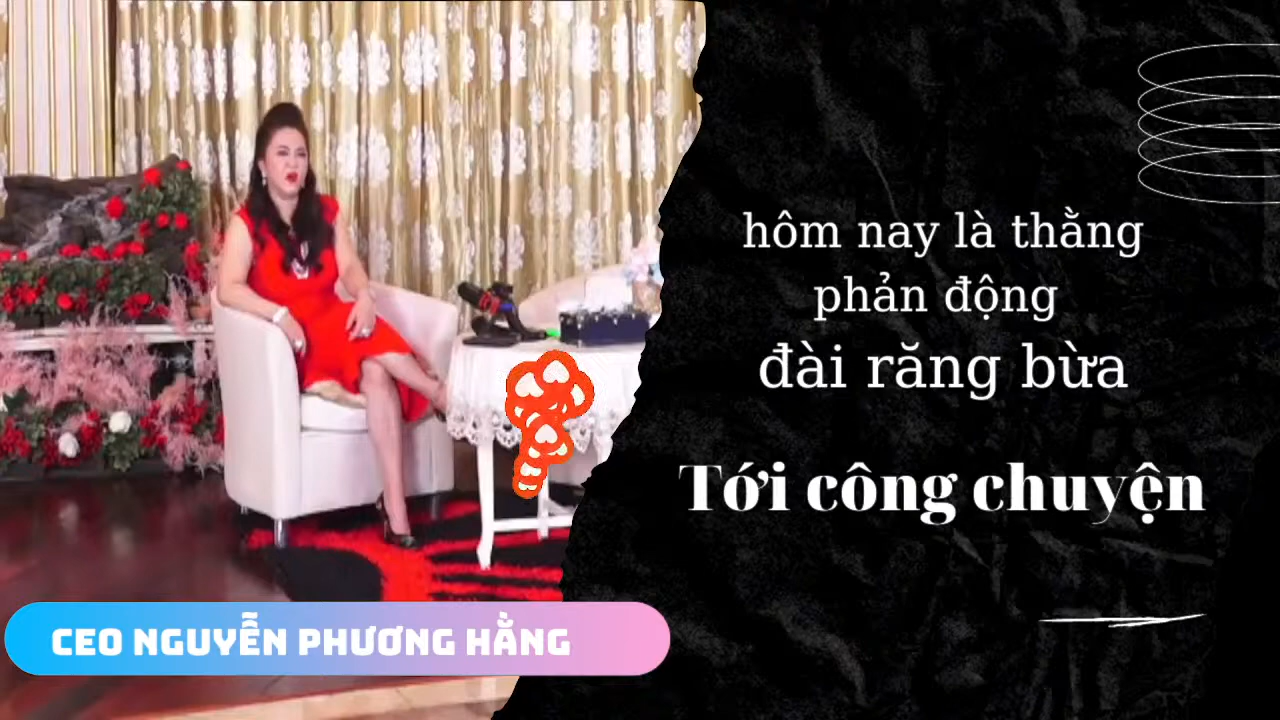 hôm nay là thằng
phản động
đài răng bừa
Tới công chuyện
CEO NGUYỄN PHƯƠNG HẰNG